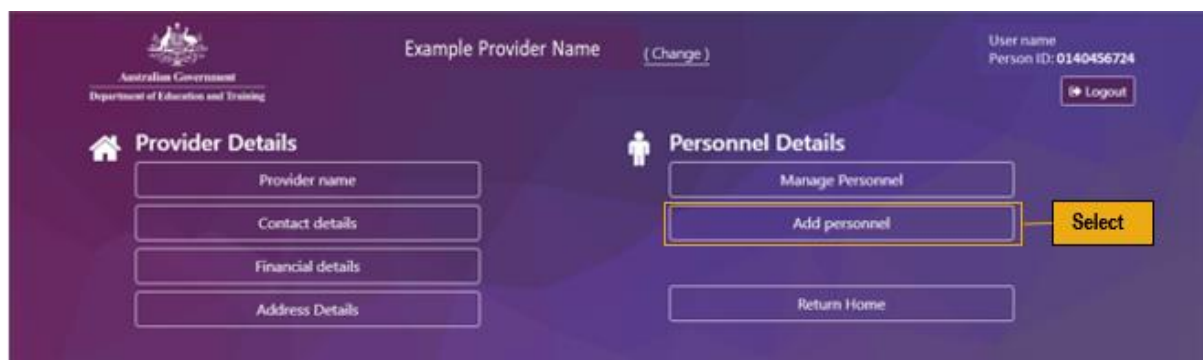 Australian Government
Department of Education and Training
Example Provider Name (Change)
User name
Person ID: 0140456724
Logout
Provider Details
Provider name
Contact details
Financial details
Address Details
Personnel Details
Manage Personnel
Add personnel
Select
Return Home